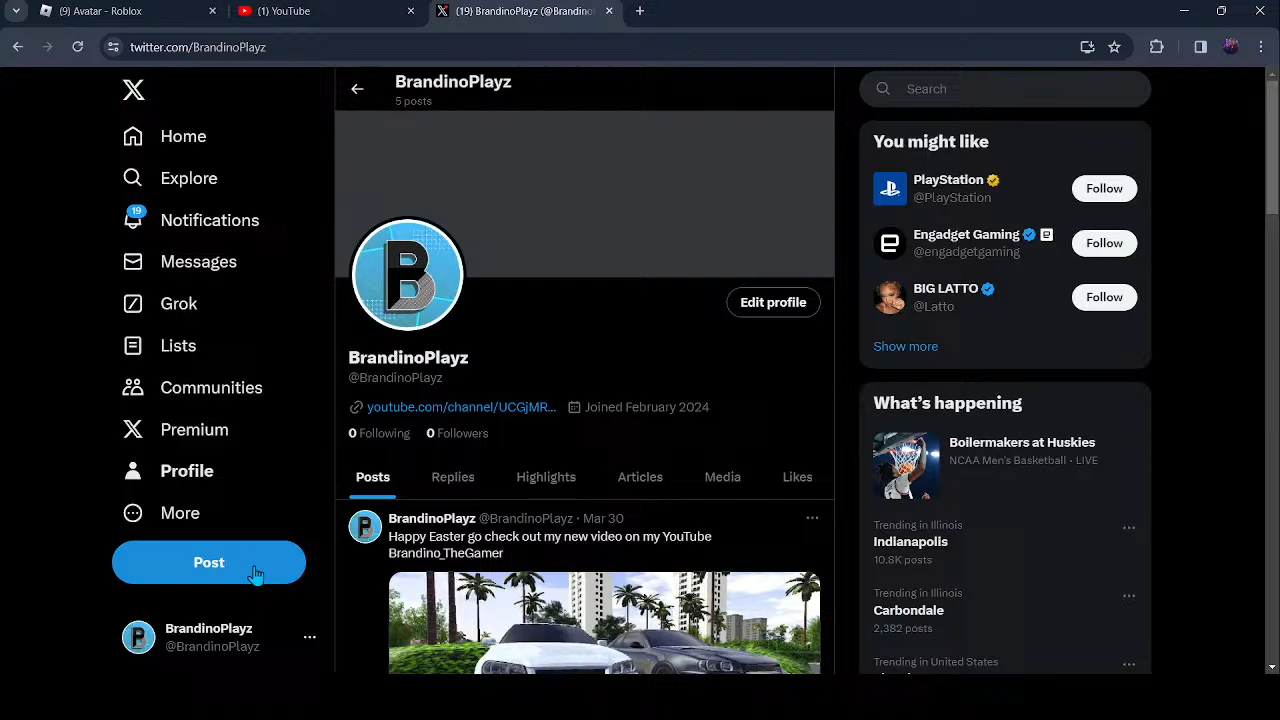 (9) Avatar - Roblox
(1) YouTube
(19) BrandinoPlayz (@Brandino
twitter.com/BrandinoPlayz
Home
Explore
19
Notifications
Messages
Grok
Lists
Communities
Premium
Profile
More
Post
BrandinoPlayz
@BrandinoPlayz
BrandinoPlayz
5 posts
B
Edit profile
BrandinoPlayz
@BrandinoPlayz
youtube.com/channel/UCGjMR...
Joined February 2024
0 Following
0 Followers
Posts
Replies
Highlights
Articles
Media
Likes
BrandinoPlayz @BrandinoPlayz · Mar 30
Happy Easter go check out my new video on my YouTube
Brandino_TheGamer
Search
You might like
PlayStation
@PlayStation
Follow
Engadget Gaming
@engadgetgaming
Follow
BIG LATTO
@Latto
Follow
Show more
What's happening
Boilermakers at Huskies
NCAA Men's Basketball · LIVE
Trending in Illinois
Indianapolis
10.8K posts
Trending in Illinois
Carbondale
2,382 posts
Trending in United States